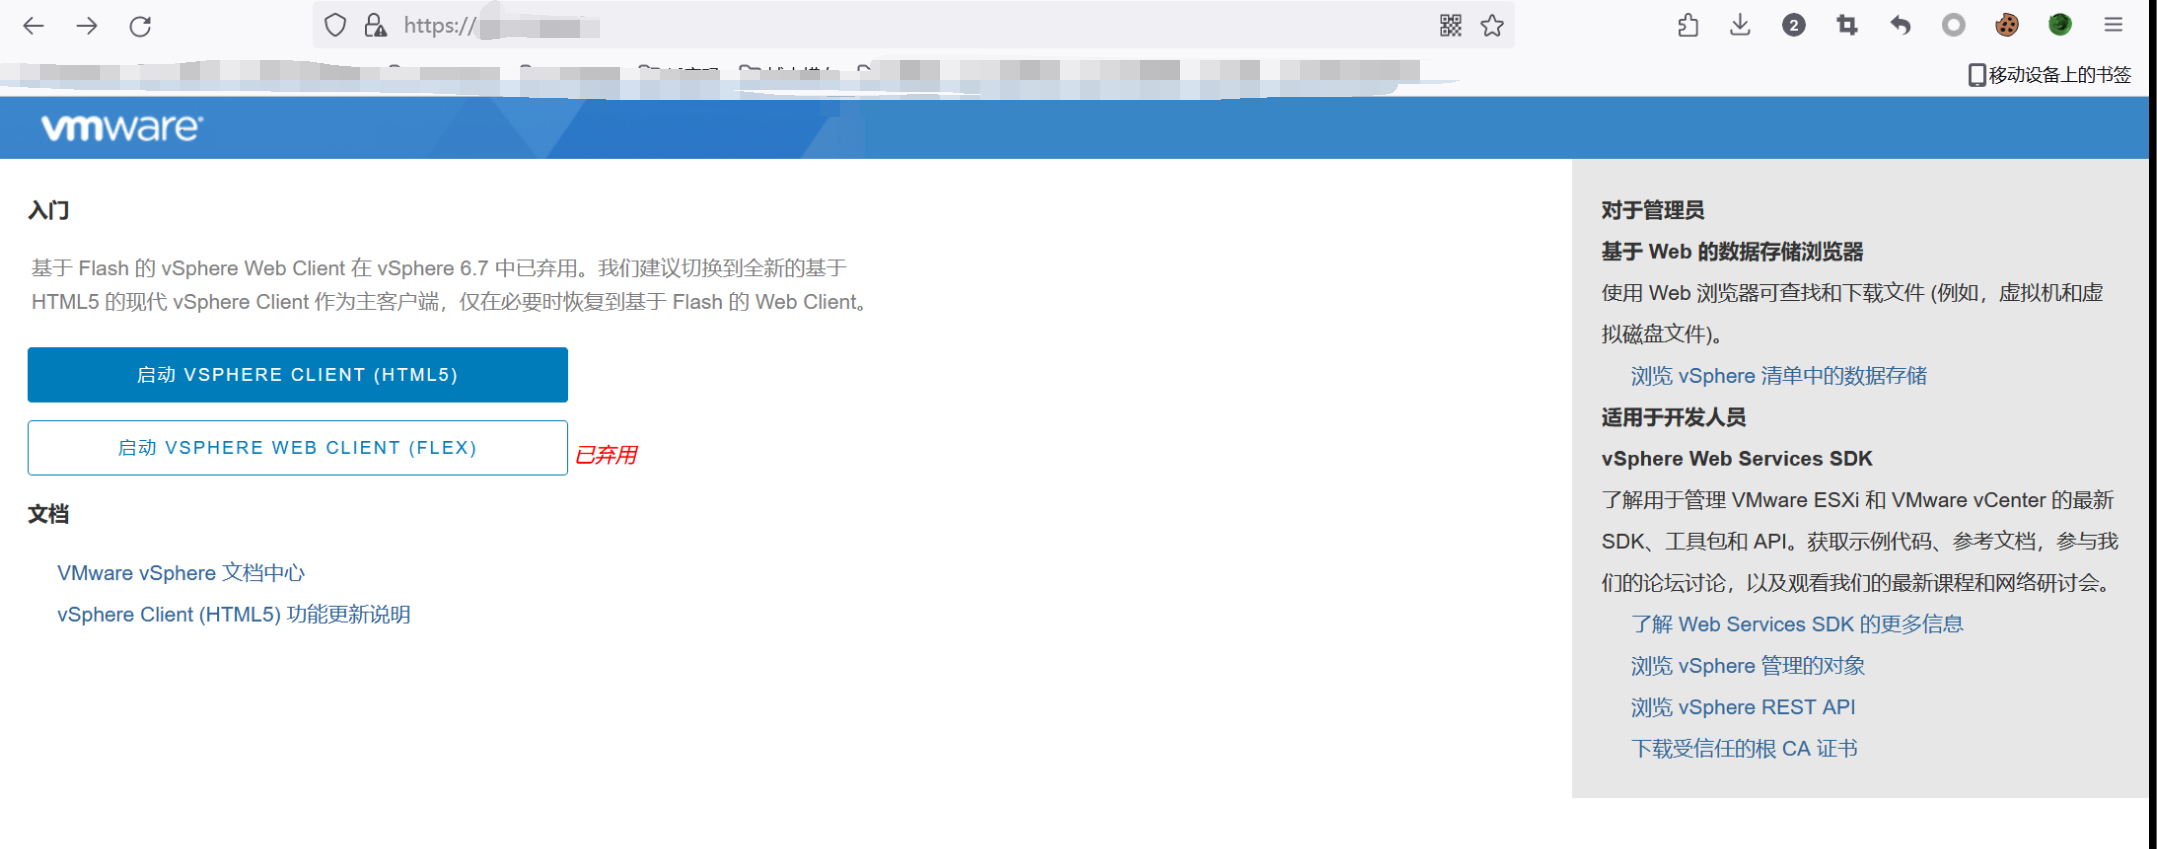 https://
2
移动设备上的书签
vmware®
入门
基于 Flash 的 vSphere Web Client 在 vSphere 6.7 中已弃用。我们建议切换到全新的基于
HTML5 的现代 vSphere Client 作为主客户端，仅在必要时恢复到基于 Flash 的 Web Client。
启动 VSPHERE CLIENT (HTML5)
启动 VSPHERE WEB CLIENT (FLEX)
已弃用
文档
VMware vSphere 文档中心
vSphere Client (HTML5) 功能更新说明
对于管理员
基于 Web 的数据存储浏览器
使用 Web 浏览器可查找和下载文件 (例如，虚拟机和虚
拟磁盘文件)。
浏览 vSphere 清单中的数据存储
适用于开发人员
vSphere Web Services SDK
了解用于管理 VMware ESXi 和 VMware vCenter 的最新
SDK、工具包和 API。获取示例代码、参考文档，参与我
们的论坛讨论，以及观看我们的最新课程和网络研讨会。
了解 Web Services SDK 的更多信息
浏览 vSphere 管理的对象
浏览 vSphere REST API
下载受信任的根 CA 证书